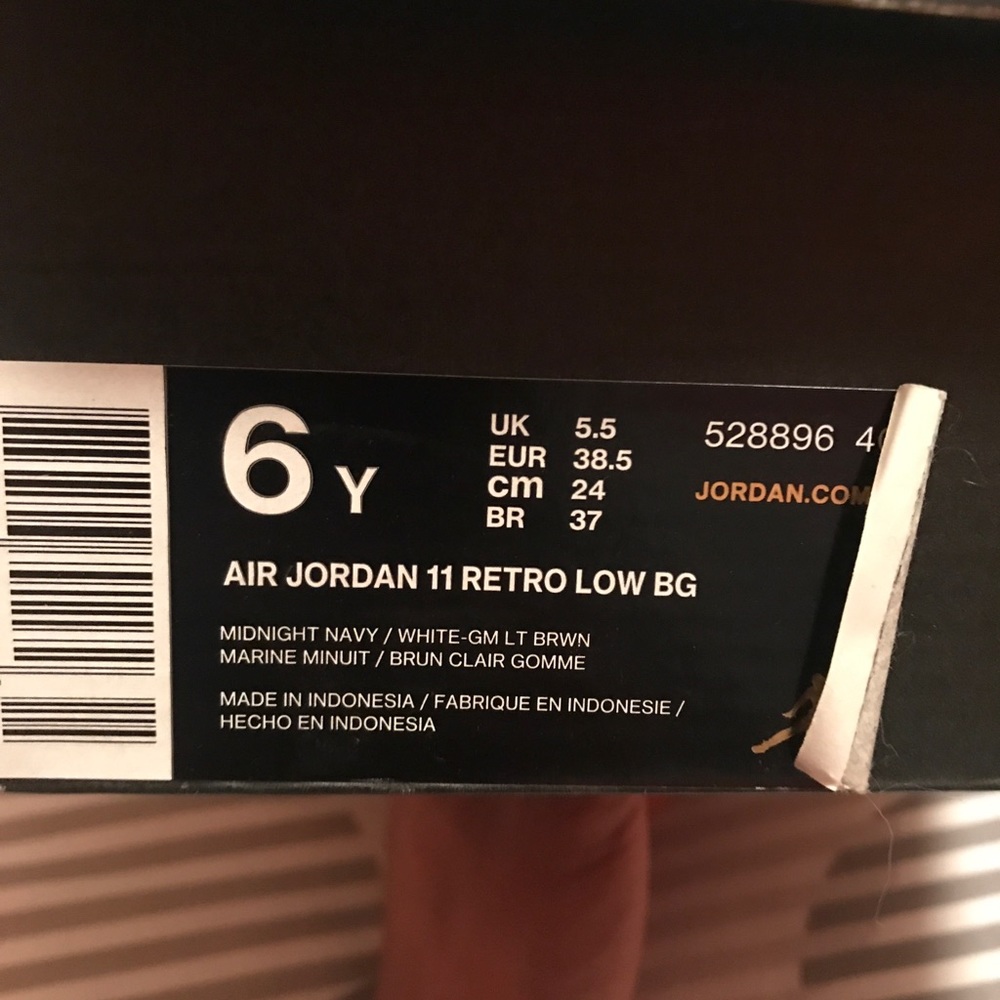 6 Y
UK 5.5
EUR 38.5
cm 24
BR 37
528896 4
JORDAN.COM
AIR JORDAN 11 RETRO LOW BG
MIDNIGHT NAVY / WHITE-GM LT BRWN
MARINE MINUIT / BRUN CLAIR GOMME
MADE IN INDONESIA / FABRIQUE EN INDONESIE /
HECHO EN INDONESIA